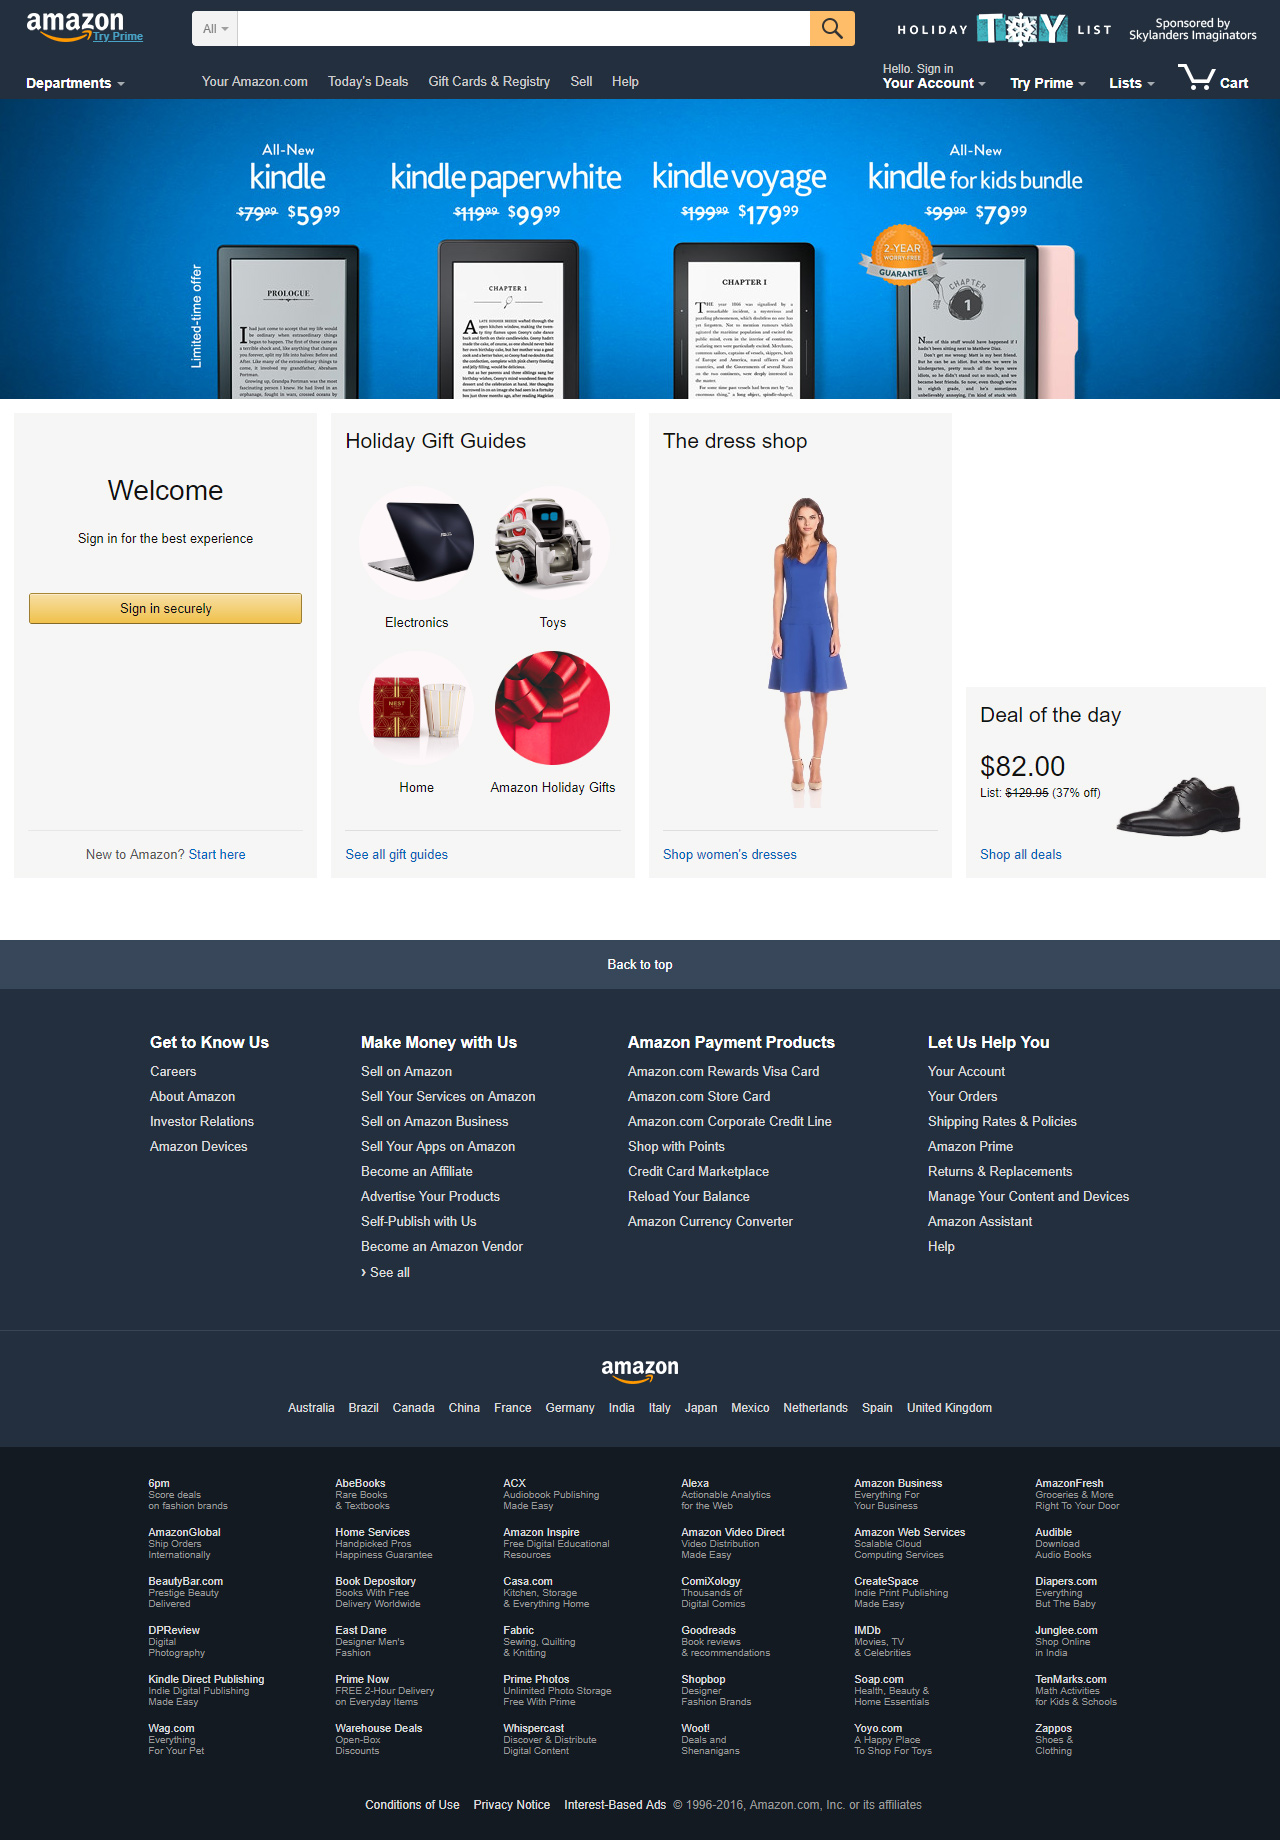 amazon
Try Prime
All
HOLIDAY TOY LIST
Sponsored by
Skylanders Imaginators
Departments
Your Amazon.com Today's Deals Gift Cards & Registry Sell Help
Hello. Sign in
Your Account Try Prime Lists Cart
All-New
kindle
$79.99 $59.99
kindle paperwhite
$119.99 $99.99
kindle voyage
$199.99 $179.99
All-New
kindle for kids bundle
$99.99 $79.99
Limited-time offer
PROLOGUE
CHAPTER 1
CHAPTER I
2-YEAR
WORRY-FREE
GUARANTEE
CHAPTER
1
Welcome
Sign in for the best experience
Sign in securely
New to Amazon? Start here
Holiday Gift Guides
Electronics Toys
NEST
Home Amazon Holiday Gifts
See all gift guides
The dress shop
Shop women's dresses
Deal of the day
$82.00
List: $129.95 (37% off)
Shop all deals
Back to top
Get to Know Us
Careers
About Amazon
Investor Relations
Amazon Devices
Make Money with Us
Sell on Amazon
Sell Your Services on Amazon
Sell on Amazon Business
Sell Your Apps on Amazon
Become an Affiliate
Advertise Your Products
Self-Publish with Us
Become an Amazon Vendor
› See all
Amazon Payment Products
Amazon.com Rewards Visa Card
Amazon.com Store Card
Amazon.com Corporate Credit Line
Shop with Points
Credit Card Marketplace
Reload Your Balance
Amazon Currency Converter
Let Us Help You
Your Account
Your Orders
Shipping Rates & Policies
Amazon Prime
Returns & Replacements
Manage Your Content and Devices
Amazon Assistant
Help
amazon
Australia Brazil Canada China France Germany India Italy Japan Mexico Netherlands Spain United Kingdom
6pm
Score deals
on fashion brands
AbeBooks
Rare Books
& Textbooks
ACX
Audiobook Publishing
Made Easy
Alexa
Actionable Analytics
for the Web
Amazon Business
Everything For
Your Business
AmazonFresh
Groceries & More
Right To Your Door
AmazonGlobal
Ship Orders
Internationally
Home Services
Handpicked Pros
Happiness Guarantee
Amazon Inspire
Free Digital Educational
Resources
Amazon Video Direct
Video Distribution
Made Easy
Amazon Web Services
Scalable Cloud
Computing Services
Audible
Download
Audio Books
BeautyBar.com
Prestige Beauty
Delivered
Book Depository
Books With Free
Delivery Worldwide
Casa.com
Kitchen, Storage
& Everything Home
ComiXology
Thousands of
Digital Comics
CreateSpace
Indie Print Publishing
Made Easy
Diapers.com
Everything
But The Baby
DPReview
Digital
Photography
East Dane
Designer Men's
Fashion
Fabric
Sewing, Quilting
& Knitting
Goodreads
Book reviews
& recommendations
IMDb
Movies, TV
& Celebrities
Junglee.com
Shop Online
in India
Kindle Direct Publishing
Indie Digital Publishing
Made Easy
Prime Now
FREE 2-Hour Delivery
on Everyday Items
Prime Photos
Unlimited Photo Storage
Free With Prime
Shopbop
Designer
Fashion Brands
Soap.com
Health, Beauty &
Home Essentials
TenMarks.com
Math Activities
for Kids & Schools
Wag.com
Everything
For Your Pet
Warehouse Deals
Open-Box
Discounts
Whispercast
Discover & Distribute
Digital Content
Woot!
Deals and
Shenanigans
Yoyo.com
A Happy Place
To Shop For Toys
Zappos
Shoes &
Clothing
Conditions of Use Privacy Notice Interest-Based Ads © 1996-2016, Amazon.com, Inc. or its affiliates